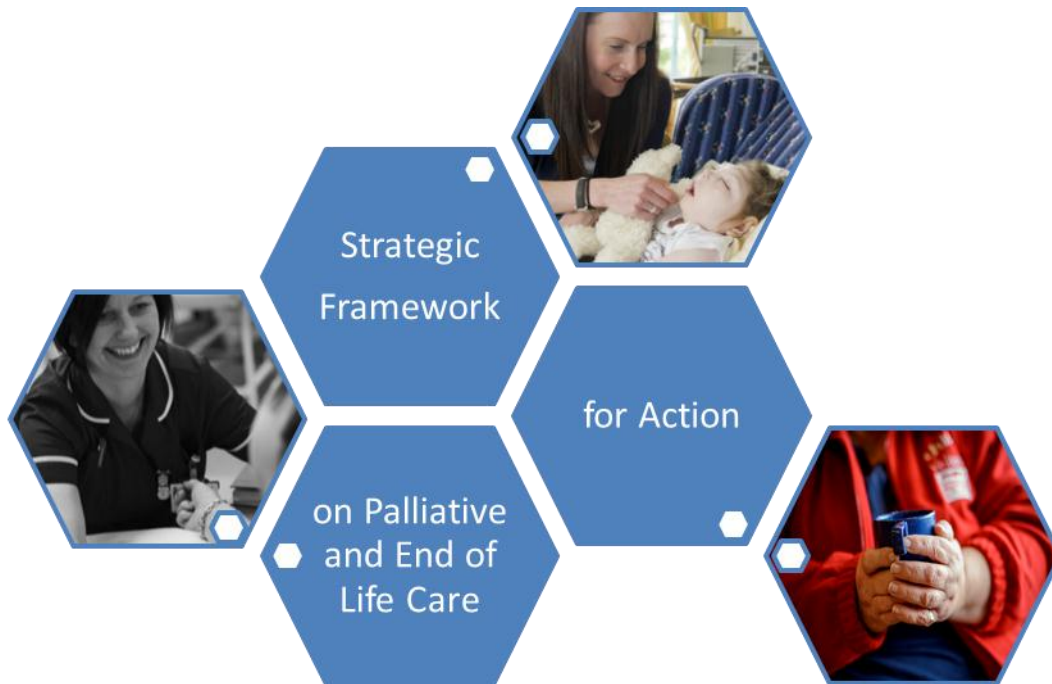 Strategic
Framework
for Action
on Palliative
and End of
Life Care